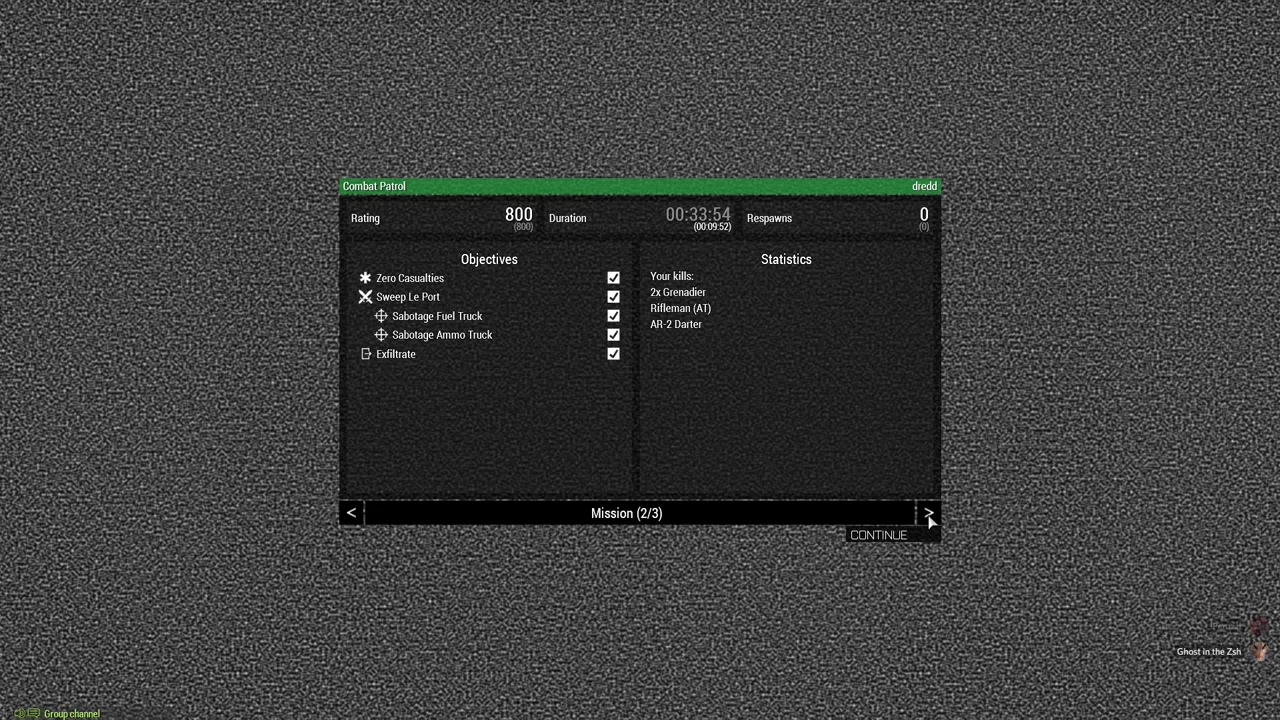 Combat Patrol dredd
Rating 800 (800) Duration 00:33:54 (00:09:52) Respawns 0 (0)
Objectives
Zero Casualties
Sweep Le Port
Sabotage Fuel Truck
Sabotage Ammo Truck
Exfiltrate
Statistics
Your kills:
2x Grenadier
Rifleman (AT)
AR-2 Darter
< Mission (2/3) >
CONTINUE
Ghost in the Zsh
Group channel